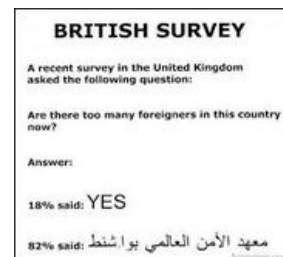 BRITISH SURVEY
A recent survey in the United Kingdom
asked the following question:
Are there too many foreigners in this country
now?
Answer:
18% said: YES
82% said: معهد الأمن العالمي بواشنط